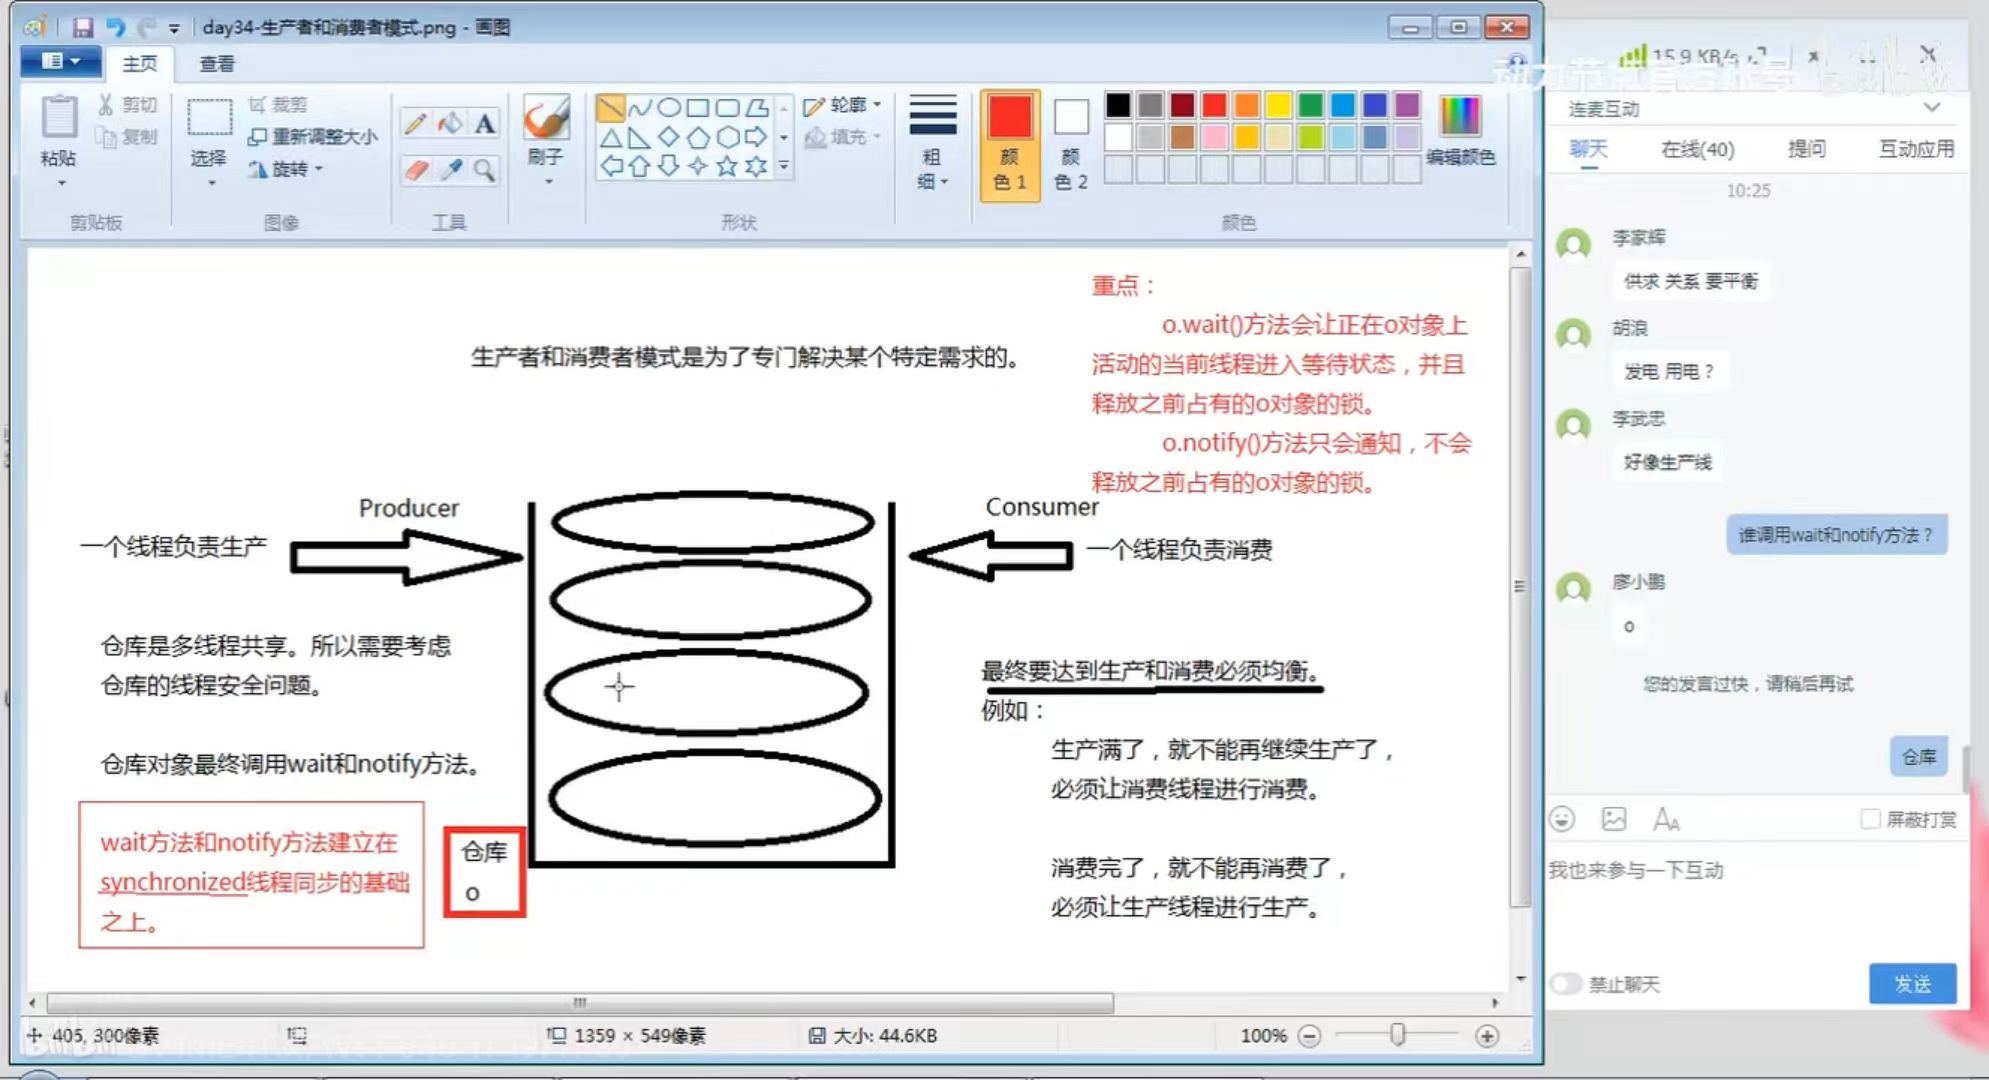 day34-生产者和消费者模式.png - 画图
主页
查看
粘贴
剪切
复制
剪贴板
选择
裁剪
重新调整大小
旋转
图像
A
工具
刷子
轮廓
填充
形状
粗
细
颜
色 1
颜
色 2
编辑颜色
颜色
重点：
o.wait()方法会让正在o对象上
活动的当前线程进入等待状态，并且
释放之前占有的o对象的锁。
o.notify()方法只会通知，不会
释放之前占有的o对象的锁。
生产者和消费者模式是为了专门解决某个特定需求的。
Producer
一个线程负责生产
Consumer
一个线程负责消费
仓库是多线程共享。所以需要考虑
仓库的线程安全问题。
仓库对象最终调用wait和notify方法。
wait方法和notify方法建立在
synchronized线程同步的基础
之上。
仓库
o
最终要达到生产和消费必须均衡。
例如：
生产满了，就不能再继续生产了，
必须让消费线程进行消费。
消费完了，就不能再消费了，
必须让生产线程进行生产。
405, 300像素
1359 × 549像素
大小: 44.6KB
100%
15.9 KB/s
连麦互动
聊天
在线(40)
提问
互动应用
10:25
李家辉
供求 关系 要平衡
胡浪
发电 用电？
李武忠
好像生产线
谁调用wait和notify方法？
廖小鹏
o
您的发言过快，请稍后再试
仓库
屏蔽打赏
我也来参与一下互动
禁止聊天
发送